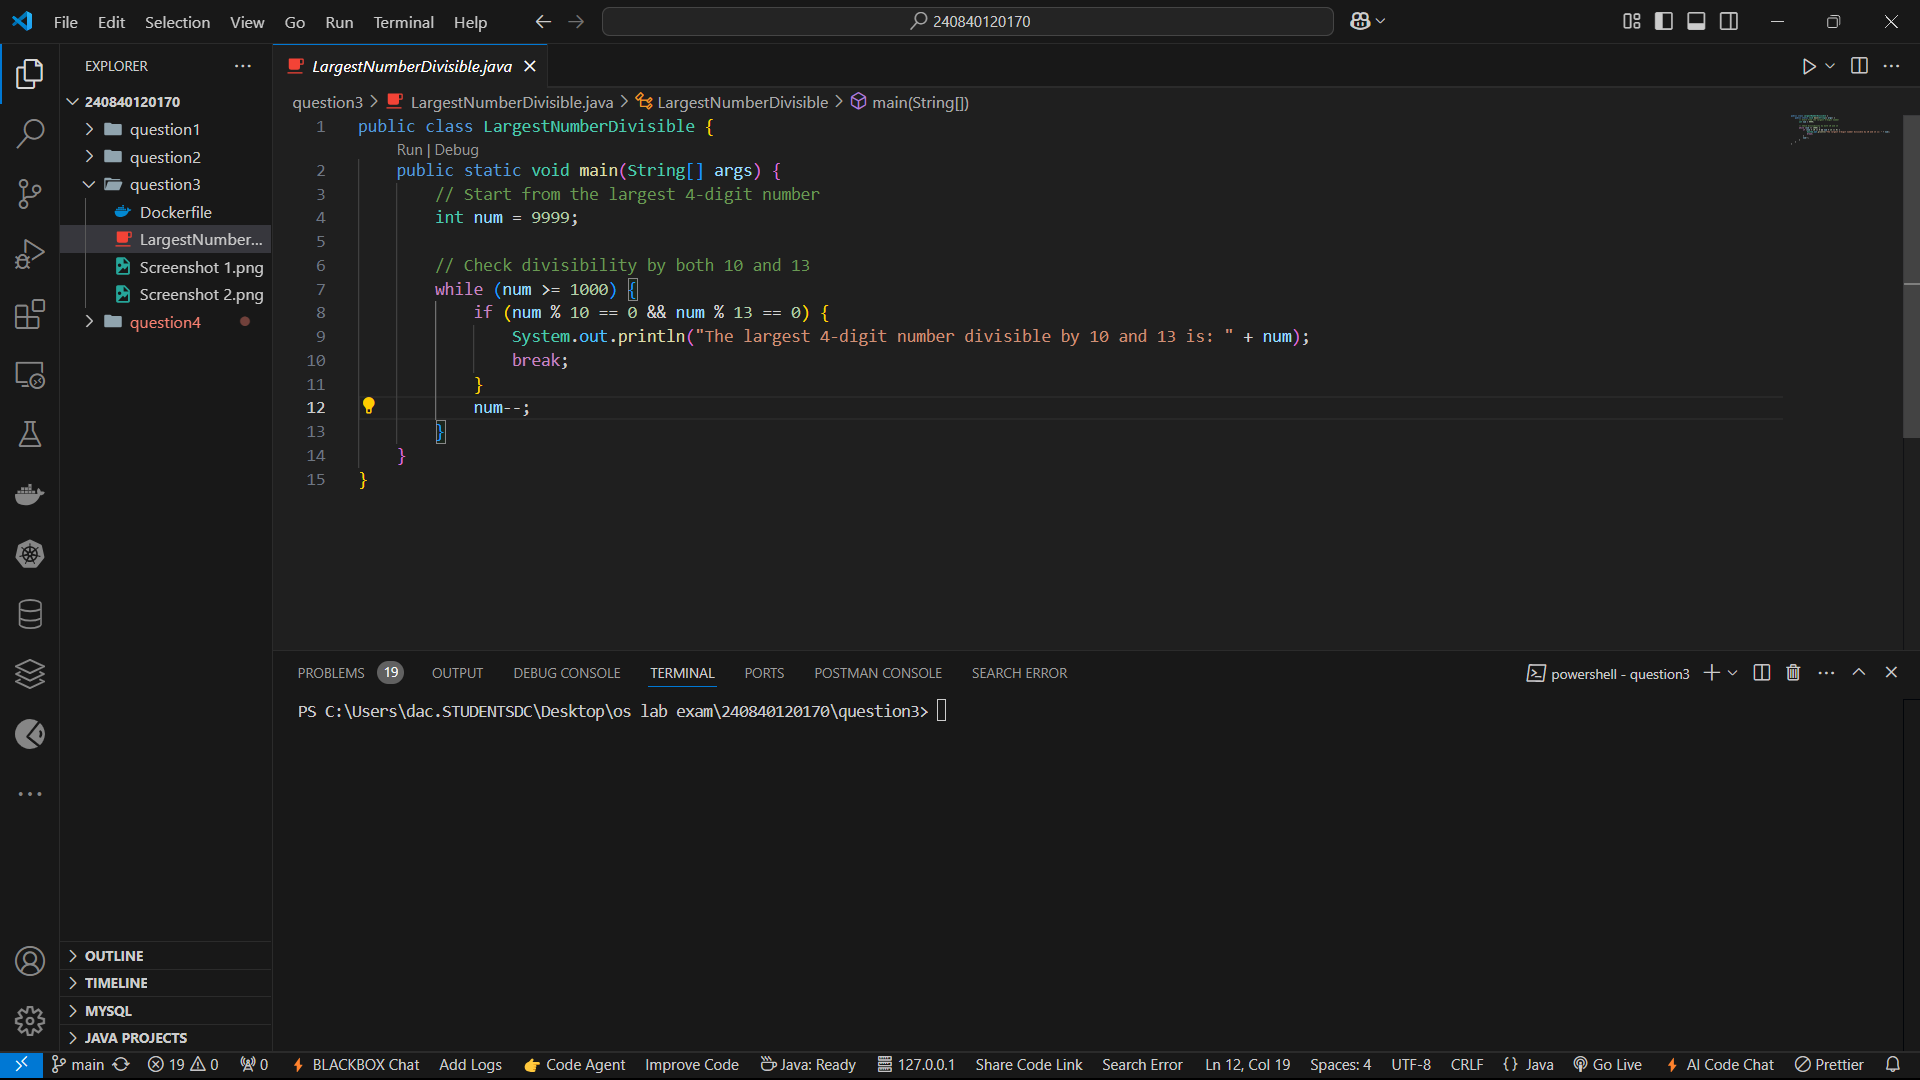 File Edit Selection View Go Run Terminal Help 240840120170
EXPLORER
240840120170
question1
question2
question3
Dockerfile
LargestNumber...
Screenshot 1.png
Screenshot 2.png
question4
OUTLINE
TIMELINE
MYSQL
JAVA PROJECTS
LargestNumberDivisible.java
question3 > LargestNumberDivisible.java > LargestNumberDivisible > main(String[])
1 public class LargestNumberDivisible {
Run | Debug
2 public static void main(String[] args) {
3 // Start from the largest 4-digit number
4 int num = 9999;
5
6 // Check divisibility by both 10 and 13
7 while (num >= 1000) {
8 if (num % 10 == 0 && num % 13 == 0) {
9 System.out.println("The largest 4-digit number divisible by 10 and 13 is: " + num);
10 break;
11 }
12 num--;
13 }
14 }
15 }
PROBLEMS 19 OUTPUT DEBUG CONSOLE TERMINAL PORTS POSTMAN CONSOLE SEARCH ERROR powershell - question3
PS C:\Users\dac.STUDENTSDC\Desktop\os lab exam\240840120170\question3>
main 19 0 0 BLACKBOX Chat Add Logs Code Agent Improve Code Java: Ready 127.0.0.1 Share Code Link Search Error Ln 12, Col 19 Spaces: 4 UTF-8 CRLF {} Java Go Live AI Code Chat Prettier